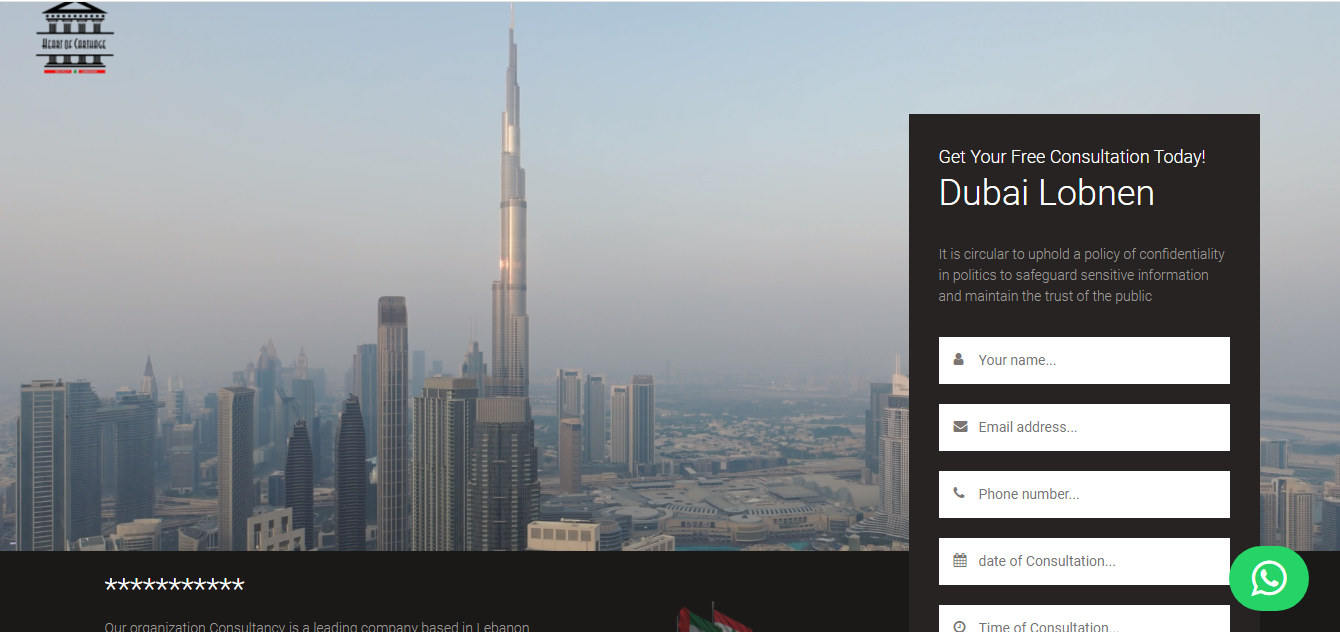 HEART OF CARTHAGE
Get Your Free Consultation Today!
Dubai Lobnen
It is circular to uphold a policy of confidentiality
in politics to safeguard sensitive information
and maintain the trust of the public
Your name...
Email address...
Phone number...
date of Consultation...
Time of Consultation...
***********
Our organization Consultancy is a leading company based in Lebanon